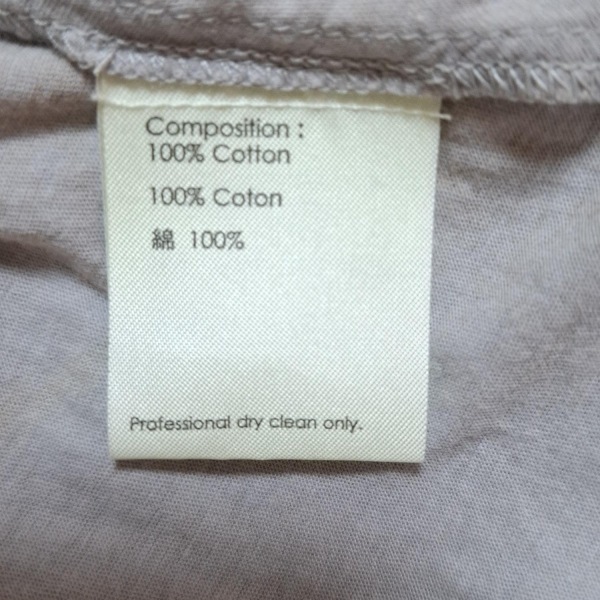 Composition :
100% Cotton
100% Coton
綿 100%
Professional dry clean only.